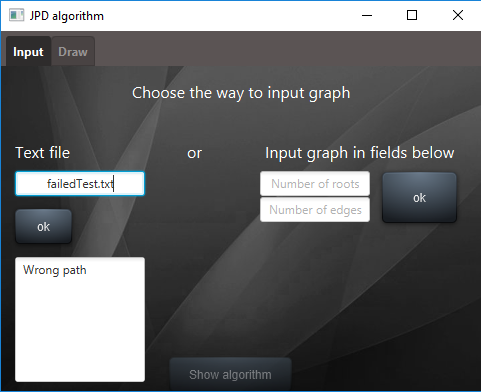 JPD algorithm
Input
Draw
Choose the way to input graph
Text file
or
Input graph in fields below
failedTest.txt
Number of roots
ok
Number of edges
ok
Wrong path
Show algorithm